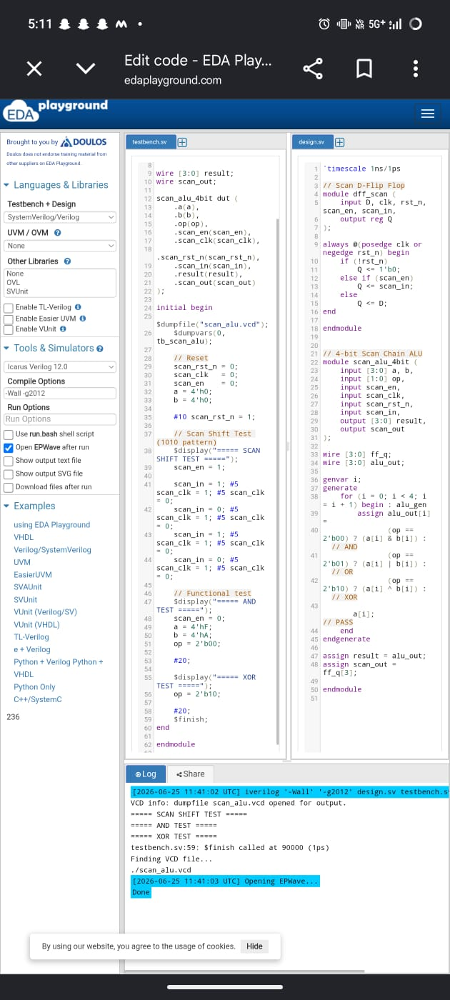 5:11
Vo
NR
5G+
Edit code - EDA Play...
edaplayground.com
EDA playground
Brought to you by DOULOS
Doulos does not endorse training material from
other suppliers on EDA Playground.
Languages & Libraries
Testbench + Design
SystemVerilog/Verilog
UVM / OVM
None
Other Libraries
None
OVL
SVUnit
Enable TL-Verilog
Enable Easier UVM
Enable VUnit
Tools & Simulators
Icarus Verilog 12.0
Compile Options
-Wall -g2012
Run Options
Run Options
Use run.bash shell script
Open EPWave after run
Show output text file
Show output SVG file
Download files after run
Examples
using EDA Playground
VHDL
Verilog/SystemVerilog
UVM
EasierUVM
SVAUnit
SVUnit
VUnit (Verilog/SV)
VUnit (VHDL)
TL-Verilog
e + Verilog
Python + Verilog Python +
VHDL
Python Only
C++/SystemC
236
testbench.sv
8
9 wire [3:0] result;
10 wire scan_out;
11
12 scan_alu_4bit dut (
13 .a(a),
14 .b(b),
15 .op(op),
16 .scan_en(scan_en),
17 .scan_clk(scan_clk),
18
.scan_rst_n(scan_rst_n),
19 .scan_in(scan_in),
20 .result(result),
21 .scan_out(scan_out)
22 );
23
24 initial begin
25
$dumpfile("scan_alu.vcd");
26 $dumpvars(0,
tb_scan_alu);
27
28 // Reset
29 scan_rst_n = 0;
30 scan_clk = 0;
31 scan_en = 0;
32 a = 4'h0;
33 b = 4'h0;
34
35 #10 scan_rst_n = 1;
36
37 // Scan Shift Test
(1010 pattern)
38 $display("===== SCAN
SHIFT TEST =====");
39 scan_en = 1;
40
41 scan_in = 1; #5
scan_clk = 1; #5 scan_clk
= 0;
42 scan_in = 0; #5
scan_clk = 1; #5 scan_clk
= 0;
43 scan_in = 1; #5
scan_clk = 1; #5 scan_clk
= 0;
44 scan_in = 0; #5
scan_clk = 1; #5 scan_clk
= 0;
45
46 // Functional test
47 $display("===== AND
TEST =====");
48 scan_en = 0;
49 a = 4'hF;
50 b = 4'hA;
51 op = 2'b00;
52
53 #20;
54
55 $display("===== XOR
TEST =====");
56 op = 2'b10;
57
58 #20;
59 $finish;
60 end
61
62 endmodule
design.sv
1 `timescale 1ns/1ps
2
3 // Scan D-Flip Flop
4 module dff_scan (
5 input D, clk, rst_n,
scan_en, scan_in,
6 output reg Q
7 );
8
9 always @(posedge clk or
negedge rst_n) begin
10 if (!rst_n)
11 Q <= 1'b0;
12 else if (scan_en)
13 Q <= scan_in;
14 else
15 Q <= D;
16 end
17
18 endmodule
19
20
21 // 4-bit Scan Chain ALU
22 module scan_alu_4bit (
23 input [3:0] a, b,
24 input [1:0] op,
25 input scan_en,
26 input scan_clk,
27 input scan_rst_n,
28 input scan_in,
29 output [3:0] result,
30 output scan_out
31 );
32
33 wire [3:0] ff_q;
34 wire [3:0] alu_out;
35
36 genvar i;
37 generate
38 for (i = 0; i < 4; i
= i + 1) begin : alu_gen
39 assign alu_out[i]
=
40 (op ==
2'b00) ? (a[i] & b[i]) :
// AND
41 (op ==
2'b01) ? (a[i] | b[i]) :
// OR
42 (op ==
2'b10) ? (a[i] ^ b[i]) :
// XOR
43
a[i];
// PASS
44 end
45 endgenerate
46
47 assign result = alu_out;
48 assign scan_out =
ff_q[3];
49
50 endmodule
51
Log
Share
[2026-06-25 11:41:02 UTC] iverilog '-Wall' '-g2012' design.sv testbench.s
VCD info: dumpfile scan_alu.vcd opened for output.
===== SCAN SHIFT TEST =====
===== AND TEST =====
===== XOR TEST =====
testbench.sv:59: $finish called at 90000 (1ps)
Finding VCD file...
./scan_alu.vcd
[2026-06-25 11:41:03 UTC] Opening EPWave...
Done
By using our website, you agree to the usage of cookies. Hide